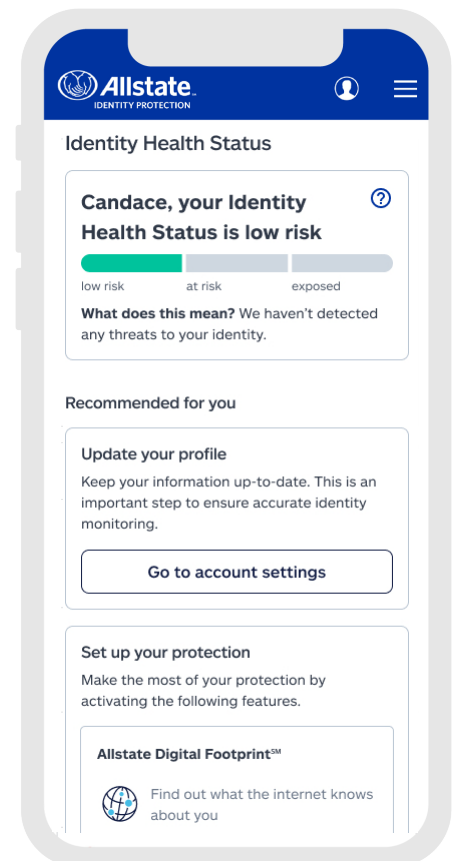 Allstate
IDENTITY PROTECTION
Identity Health Status
Candace, your Identity
Health Status is low risk
?
low risk at risk exposed
What does this mean? We haven't detected
any threats to your identity.
Recommended for you
Update your profile
Keep your information up-to-date. This is an
important step to ensure accurate identity
monitoring.
Go to account settings
Set up your protection
Make the most of your protection by
activating the following features.
Allstate Digital Footprint℠
Find out what the internet knows
about you